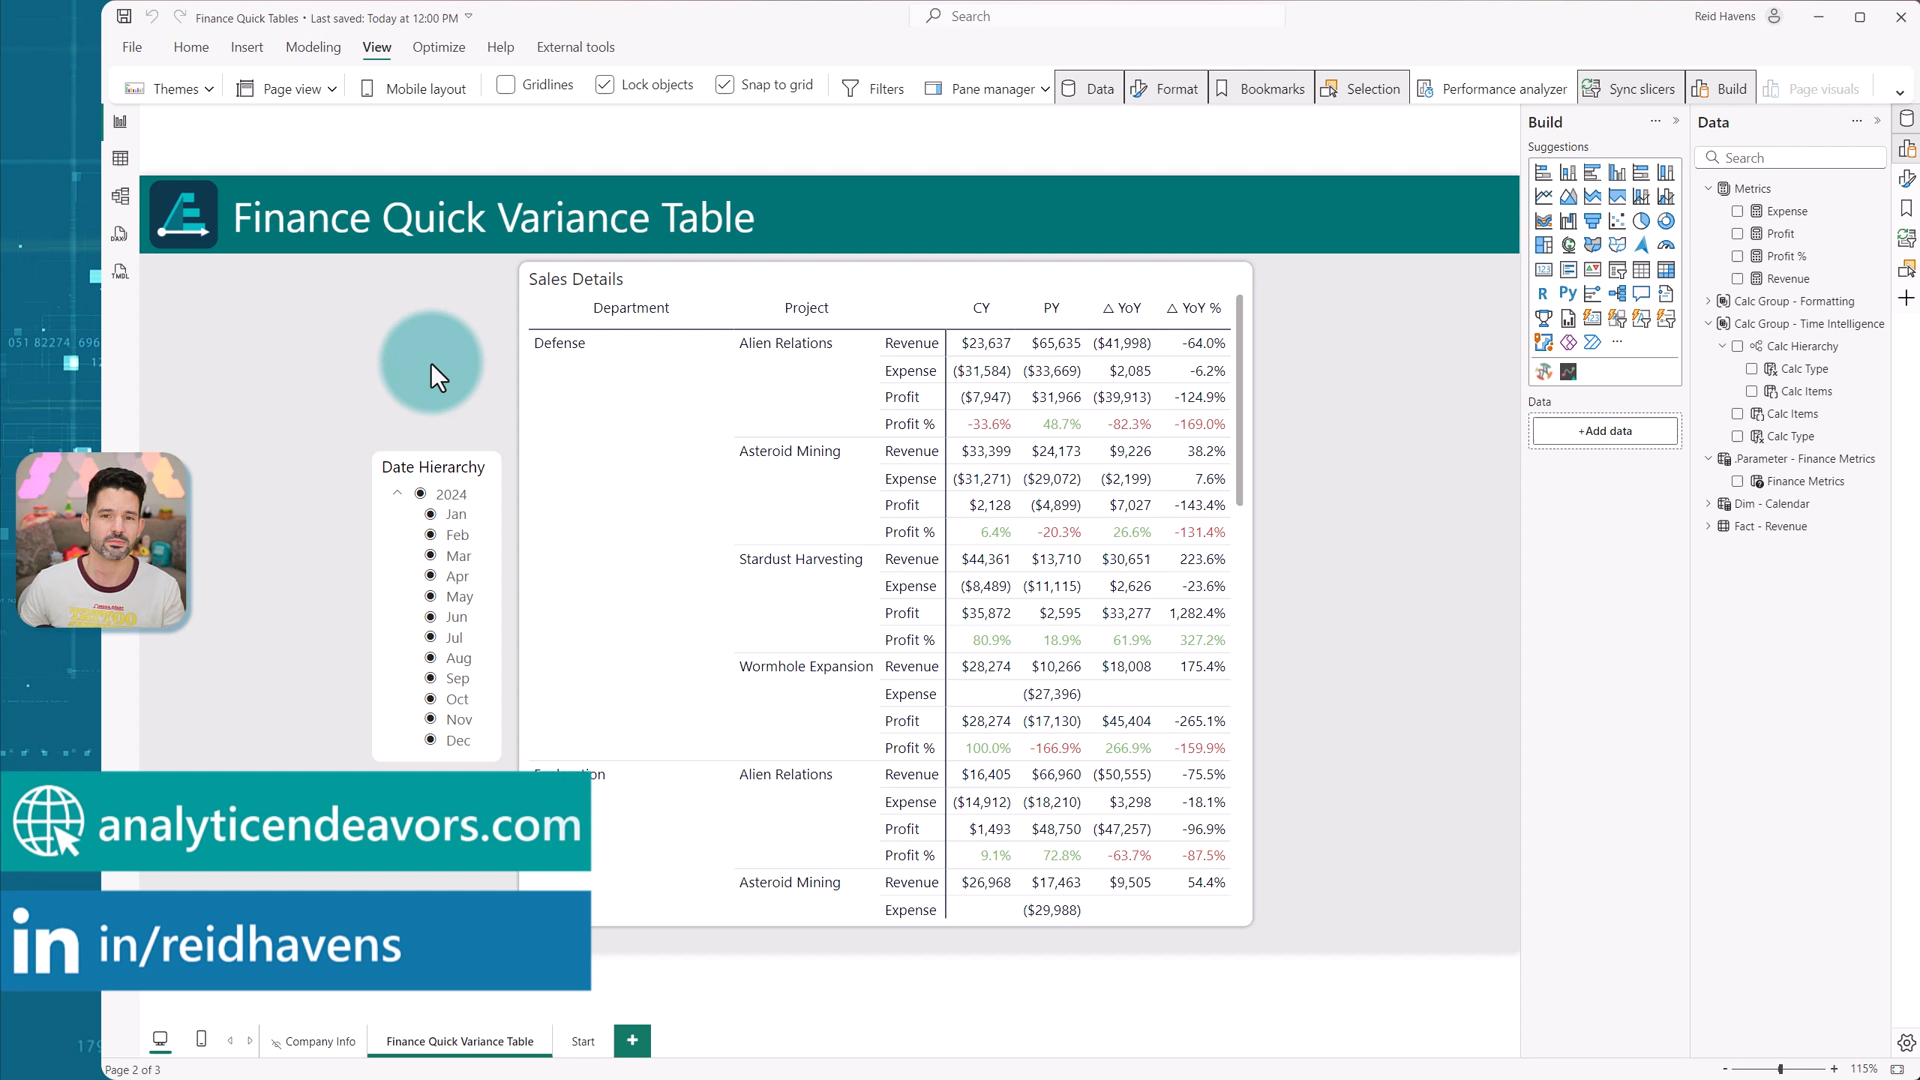 Finance Quick Tables • Last saved: Today at 12:00 PM
Search
Reid Havens
File Home Insert Modeling View Optimize Help External tools
Themes Page view Mobile layout Gridlines Lock objects Snap to grid Filters Pane manager Data Format Bookmarks Selection Performance analyzer Sync slicers Build Page visuals
Finance Quick Variance Table
Sales Details
Department Project CY PY △ YoY △ YoY %
Defense Alien Relations Revenue $23,637 $65,635 ($41,998) -64.0%
Expense ($31,584) ($33,669) $2,085 -6.2%
Profit ($7,947) $31,966 ($39,913) -124.9%
Profit % -33.6% 48.7% -82.3% -169.0%
Asteroid Mining Revenue $33,399 $24,173 $9,226 38.2%
Expense ($31,271) ($29,072) ($2,199) 7.6%
Profit $2,128 ($4,899) $7,027 -143.4%
Profit % 6.4% -20.3% 26.6% -131.4%
Stardust Harvesting Revenue $44,361 $13,710 $30,651 223.6%
Expense ($8,489) ($11,115) $2,626 -23.6%
Profit $35,872 $2,595 $33,277 1,282.4%
Profit % 80.9% 18.9% 61.9% 327.2%
Wormhole Expansion Revenue $28,274 $10,266 $18,008 175.4%
Expense ($27,396)
Profit $28,274 ($17,130) $45,404 -265.1%
Profit % 100.0% -166.9% 266.9% -159.9%
Alien Relations Revenue $16,405 $66,960 ($50,555) -75.5%
Expense ($14,912) ($18,210) $3,298 -18.1%
Profit $1,493 $48,750 ($47,257) -96.9%
Profit % 9.1% 72.8% -63.7% -87.5%
Asteroid Mining Revenue $26,968 $17,463 $9,505 54.4%
Expense ($29,988)
Date Hierarchy
2024
Jan
Feb
Mar
Apr
May
Jun
Jul
Aug
Sep
Oct
Nov
Dec
analyticendeavors.com
in in/reidhavens
Build
Suggestions
R Py
Data
+Add data
Data
Search
Metrics
Expense
Profit
Profit %
Revenue
Calc Group - Formatting
Calc Group - Time Intelligence
Calc Hierarchy
Calc Type
Calc Items
Calc Items
Calc Type
.Parameter - Finance Metrics
Finance Metrics
Dim - Calendar
Fact - Revenue
DAX
TMDL
051 82274 696
Company Info Finance Quick Variance Table Start +
Page 2 of 3
115%